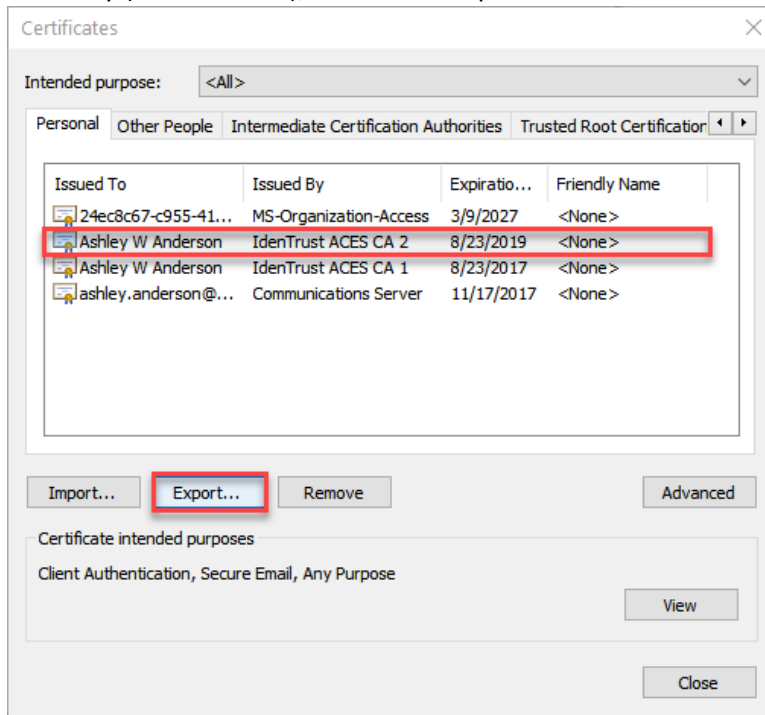 Certificates
Intended purpose: <All>
Personal Other People Intermediate Certification Authorities Trusted Root Certification
Issued To Issued By Expiratio... Friendly Name
24ec8c67-c955-41... MS-Organization-Access 3/9/2027 <None>
Ashley W Anderson IdenTrust ACES CA 2 8/23/2019 <None>
Ashley W Anderson IdenTrust ACES CA 1 8/23/2017 <None>
ashley.anderson@... Communications Server 11/17/2017 <None>
Import... Export... Remove Advanced
Certificate intended purposes
Client Authentication, Secure Email, Any Purpose
View
Close